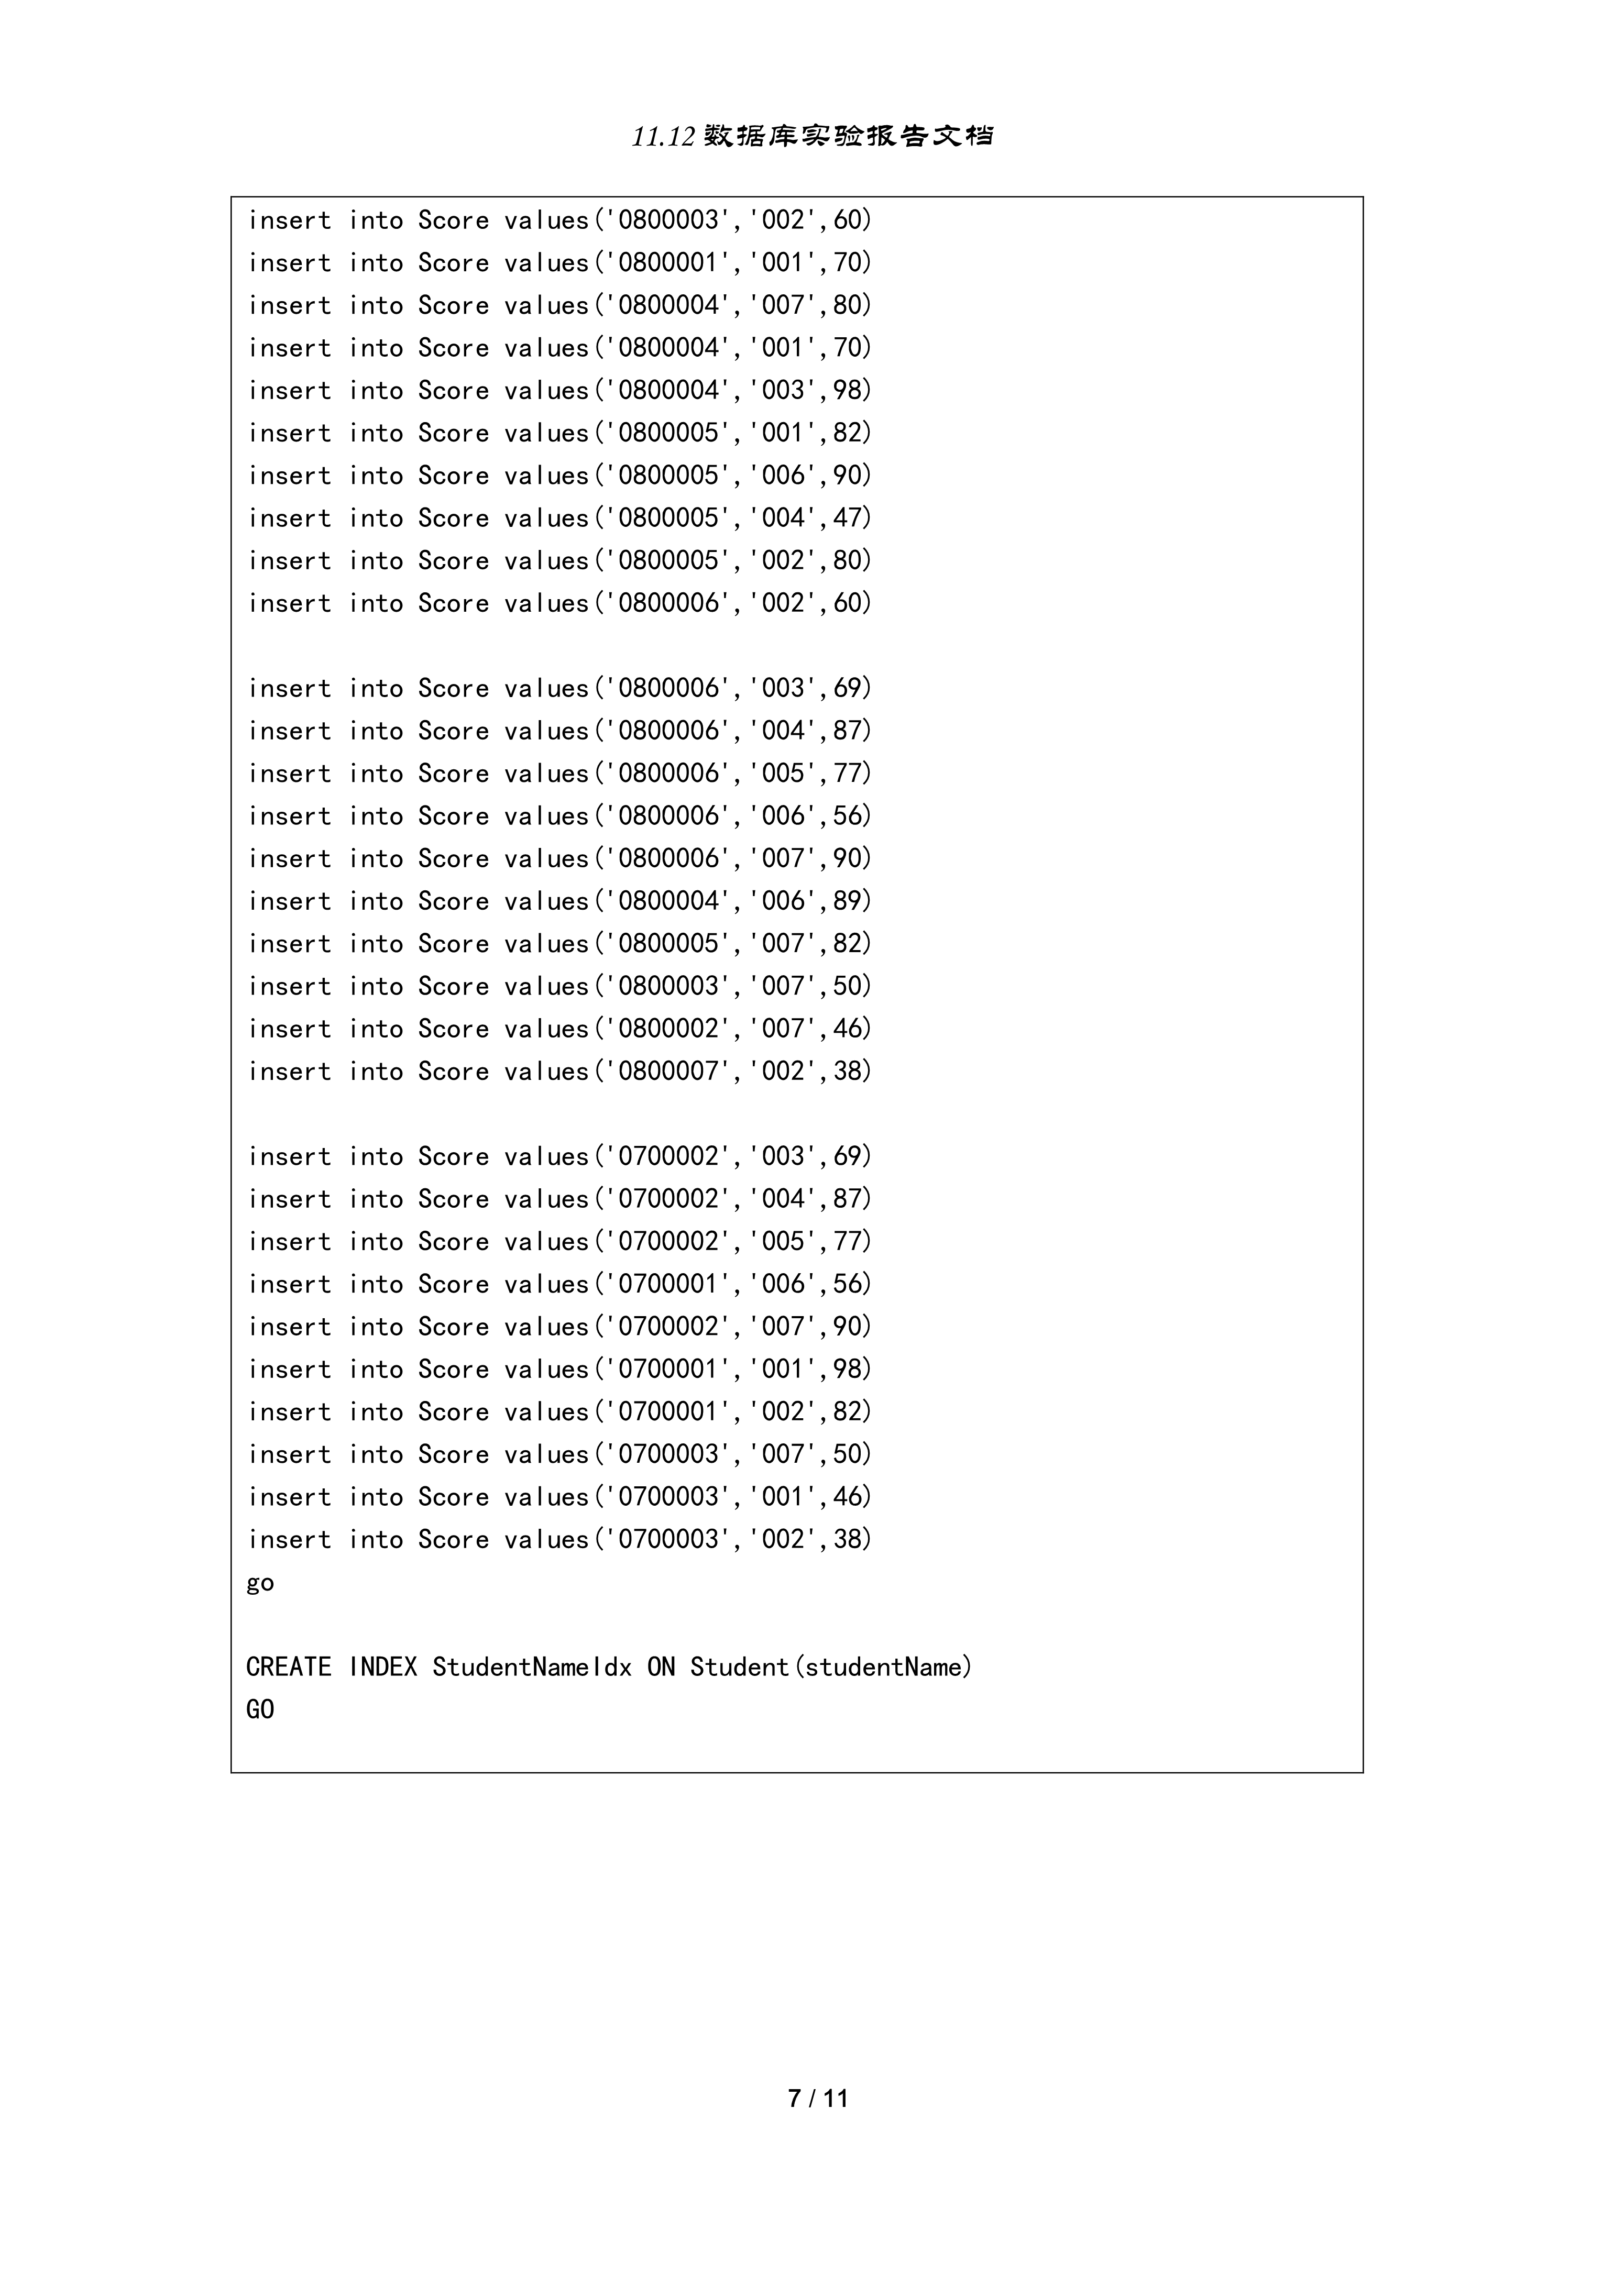 11.12数据库实验报告文档
insert into Score values('0800003','002',60)
insert into Score values('0800001','001',70)
insert into Score values('0800004','007',80)
insert into Score values('0800004','001',70)
insert into Score values('0800004','003',98)
insert into Score values('0800005','001',82)
insert into Score values('0800005','006',90)
insert into Score values('0800005','004',47)
insert into Score values('0800005','002',80)
insert into Score values('0800006','002',60)
insert into Score values('0800006','003',69)
insert into Score values('0800006','004',87)
insert into Score values('0800006','005',77)
insert into Score values('0800006','006',56)
insert into Score values('0800006','007',90)
insert into Score values('0800004','006',89)
insert into Score values('0800005','007',82)
insert into Score values('0800003','007',50)
insert into Score values('0800002','007',46)
insert into Score values('0800007','002',38)
insert into Score values('0700002','003',69)
insert into Score values('0700002','004',87)
insert into Score values('0700002','005',77)
insert into Score values('0700001','006',56)
insert into Score values('0700002','007',90)
insert into Score values('0700001','001',98)
insert into Score values('0700001','002',82)
insert into Score values('0700003','007',50)
insert into Score values('0700003','001',46)
insert into Score values('0700003','002',38)
go
CREATE INDEX StudentNameIdx ON Student(studentName)
GO
7 / 11